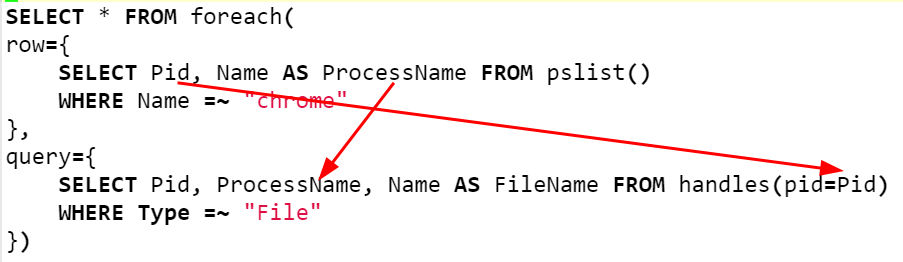 SELECT * FROM foreach(
row={
    SELECT Pid, Name AS ProcessName FROM pslist()
    WHERE Name =~ "chrome"
},
query={
    SELECT Pid, ProcessName, Name AS FileName FROM handles(pid=Pid)
    WHERE Type =~ "File"
})